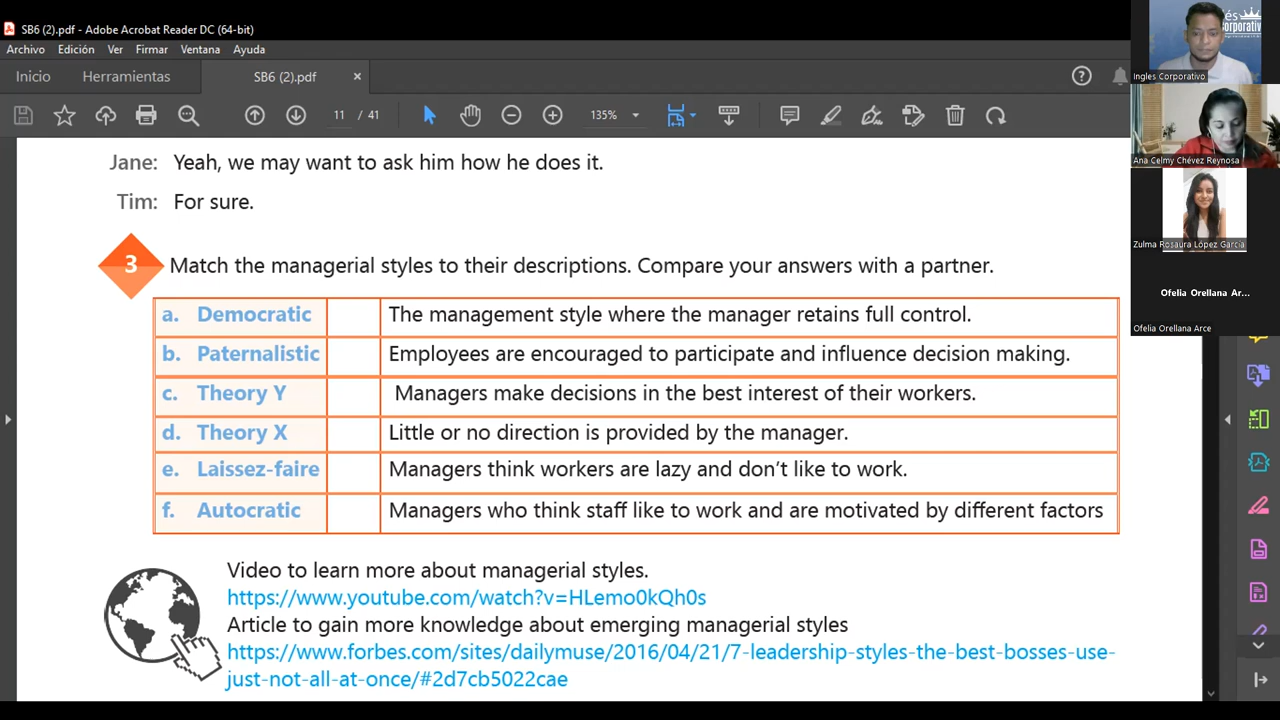 SB6 (2).pdf - Adobe Acrobat Reader DC (64-bit)
Archivo Edición Ver Firmar Ventana Ayuda
Inicio Herramientas SB6 (2).pdf ×
11 / 41 135%
Jane: Yeah, we may want to ask him how he does it.
Tim: For sure.
3 Match the managerial styles to their descriptions. Compare your answers with a partner.
a. Democratic The management style where the manager retains full control.
b. Paternalistic Employees are encouraged to participate and influence decision making.
c. Theory Y Managers make decisions in the best interest of their workers.
d. Theory X Little or no direction is provided by the manager.
e. Laissez-faire Managers think workers are lazy and don't like to work.
f. Autocratic Managers who think staff like to work and are motivated by different factors
Video to learn more about managerial styles.
https://www.youtube.com/watch?v=HLemo0kQh0s
Article to gain more knowledge about emerging managerial styles
https://www.forbes.com/sites/dailymuse/2016/04/21/7-leadership-styles-the-best-bosses-use-
just-not-all-at-once/#2d7cb5022cae
Ingles Corporativo
Ana Celmy Chévez Reynosa
Zulma Rosaura López García
Ofelia Orellana Ar...
Ofelia Orellana Arce